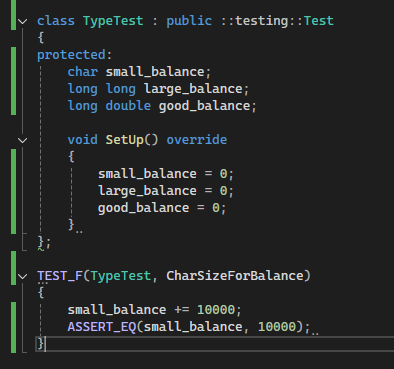 class TypeTest : public ::testing::Test
{
protected:
    char small_balance;
    long long large_balance;
    long double good_balance;

    void SetUp() override
    {
        small_balance = 0;
        large_balance = 0;
        good_balance = 0;
    }
};

TEST_F(TypeTest, CharSizeForBalance)
{
    small_balance += 10000;
    ASSERT_EQ(small_balance, 10000);
}